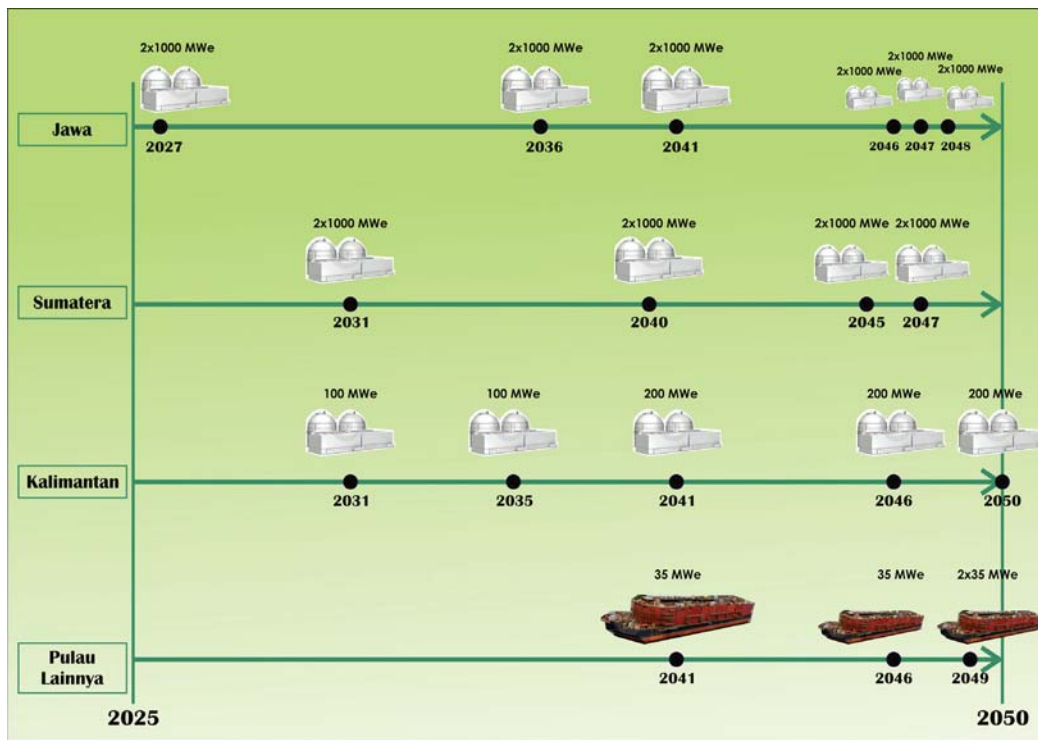 2x1000 MWe
2x1000 MWe
2x1000 MWe
2x1000 MWe
2x1000 MWe
2x1000 MWe
Jawa
2027
2036
2041
2046
2047
2048
2x1000 MWe
2x1000 MWe
2x1000 MWe
2x1000 MWe
Sumatera
2031
2040
2045
2047
100 MWe
100 MWe
200 MWe
200 MWe
200 MWe
Kalimantan
2031
2035
2041
2046
2050
35 MWe
35 MWe
2x35 MWe
Pulau
Lainnya
2041
2046
2049
2025
2050